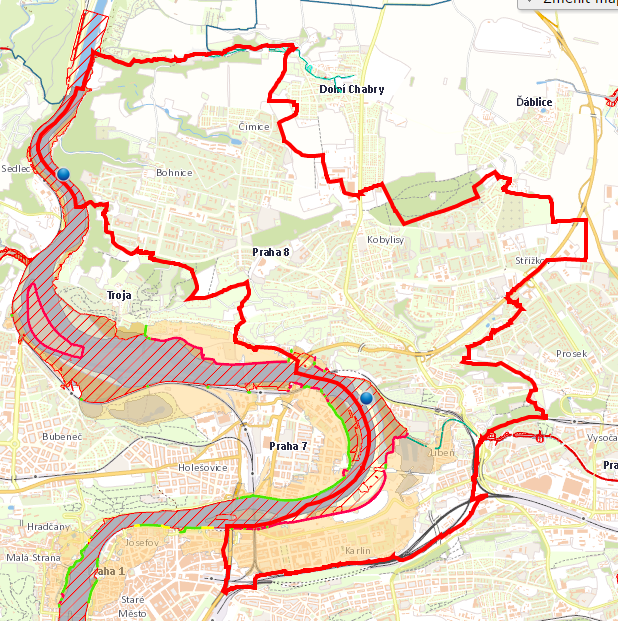 Změnit map
Dolní Chabry
Ďáblice
Čimice
Sedlec
Bohnice
Kobylisy
Praha 8
Střížko
Troja
Prosek
Bubeneč
Praha 7
Libeň
Vysoča
Holešovice
Pra
Hradčany
Josefov
Karlín
Malá Strana
raha 1
Staré
Město